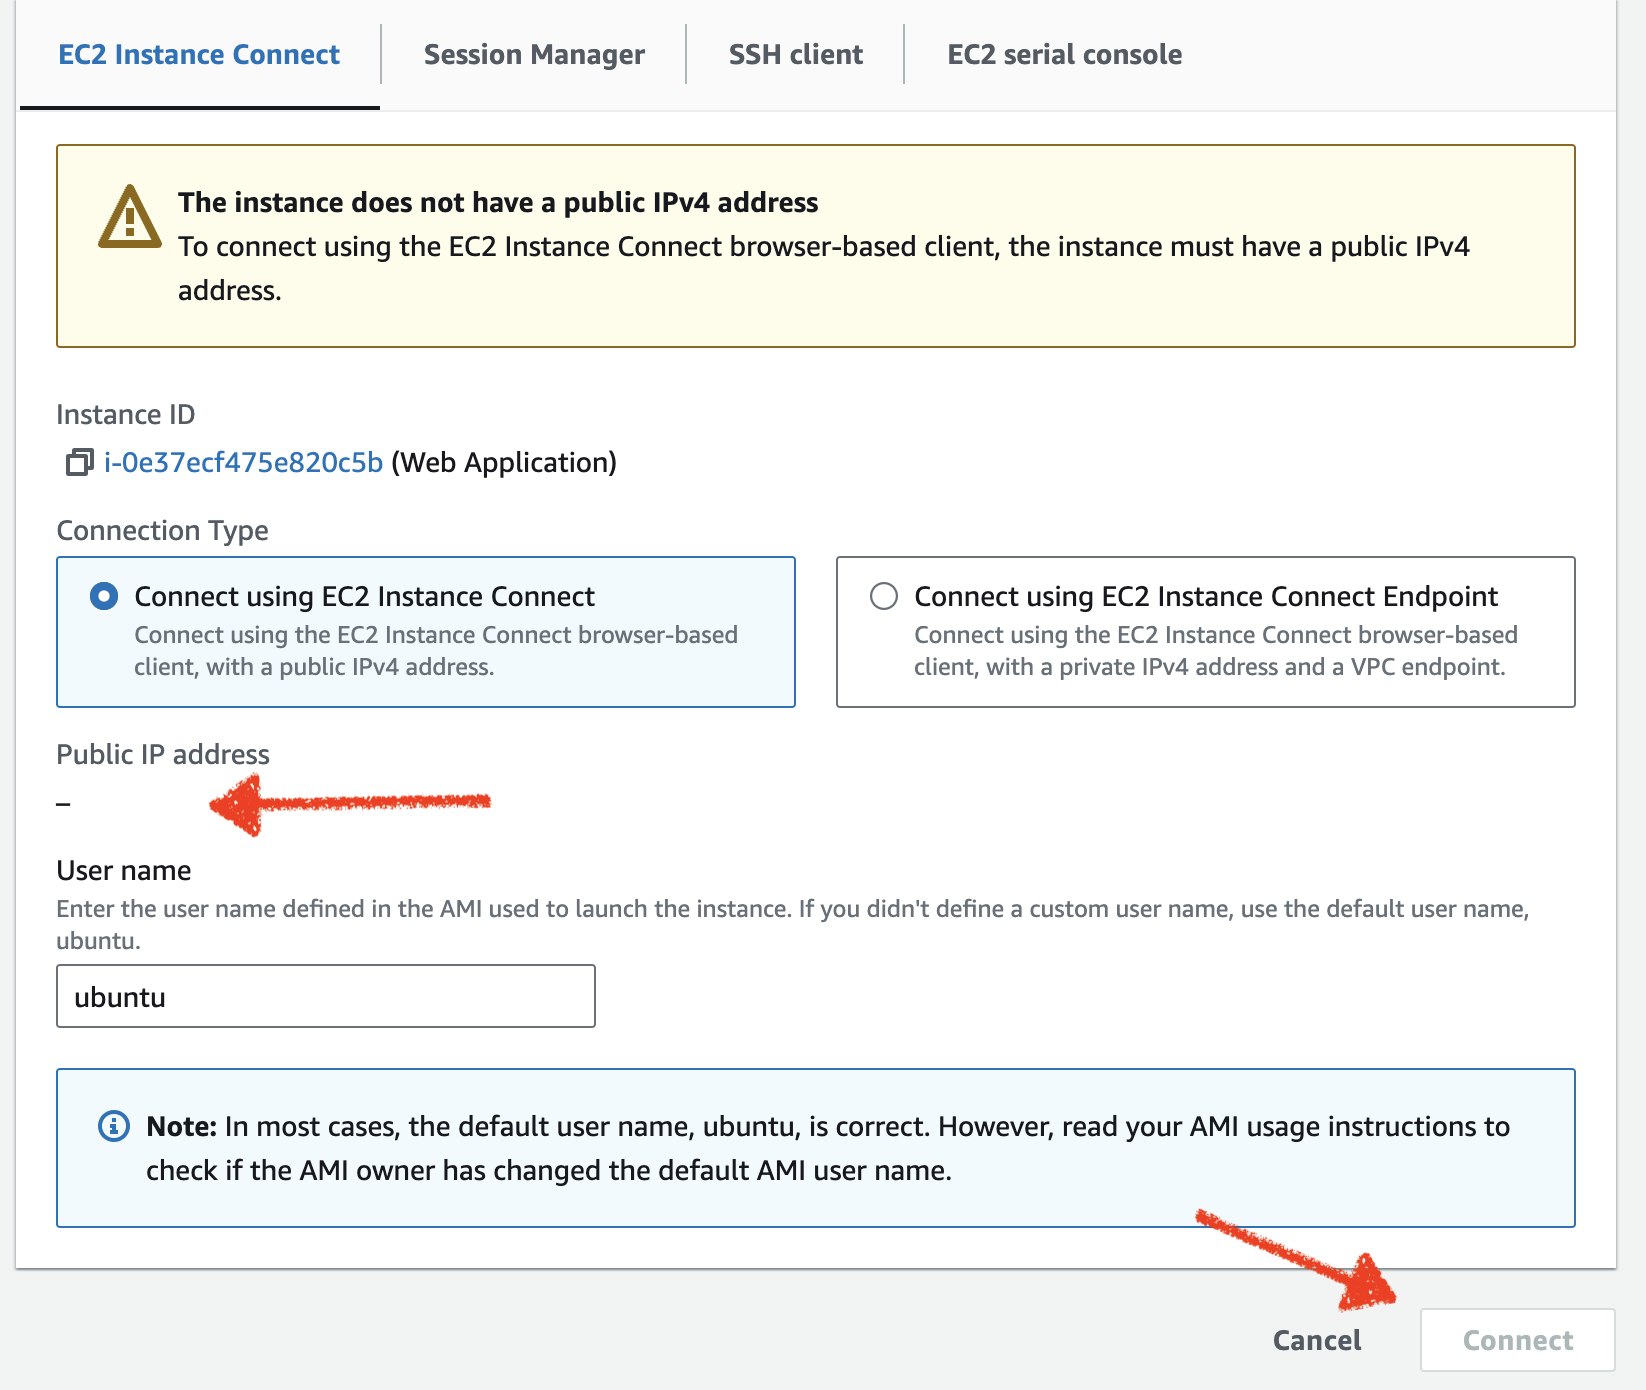 EC2 Instance Connect
Session Manager
SSH client
EC2 serial console
The instance does not have a public IPv4 address
To connect using the EC2 Instance Connect browser-based client, the instance must have a public IPv4
address.
Instance ID
i-0e37ecf475e820c5b (Web Application)
Connection Type
Connect using EC2 Instance Connect
Connect using the EC2 Instance Connect browser-based
client, with a public IPv4 address.
Connect using EC2 Instance Connect Endpoint
Connect using the EC2 Instance Connect browser-based
client, with a private IPv4 address and a VPC endpoint.
Public IP address
–
User name
Enter the user name defined in the AMI used to launch the instance. If you didn't define a custom user name, use the default user name,
ubuntu.
ubuntu
Note: In most cases, the default user name, ubuntu, is correct. However, read your AMI usage instructions to
check if the AMI owner has changed the default AMI user name.
Cancel
Connect